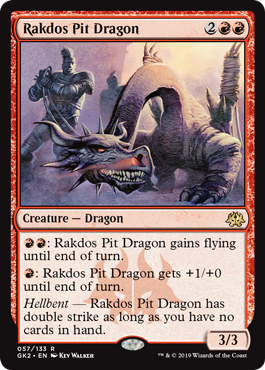 Rakdos Pit Dragon 2
Creature — Dragon
: Rakdos Pit Dragon gains flying
until end of turn.
: Rakdos Pit Dragon gets +1/+0
until end of turn.
Hellbent — Rakdos Pit Dragon has
double strike as long as you have
no cards in hand.
3/3
057/133 R
GK2 • EN Key Walker
™ & © 2019 Wizards of the Coast